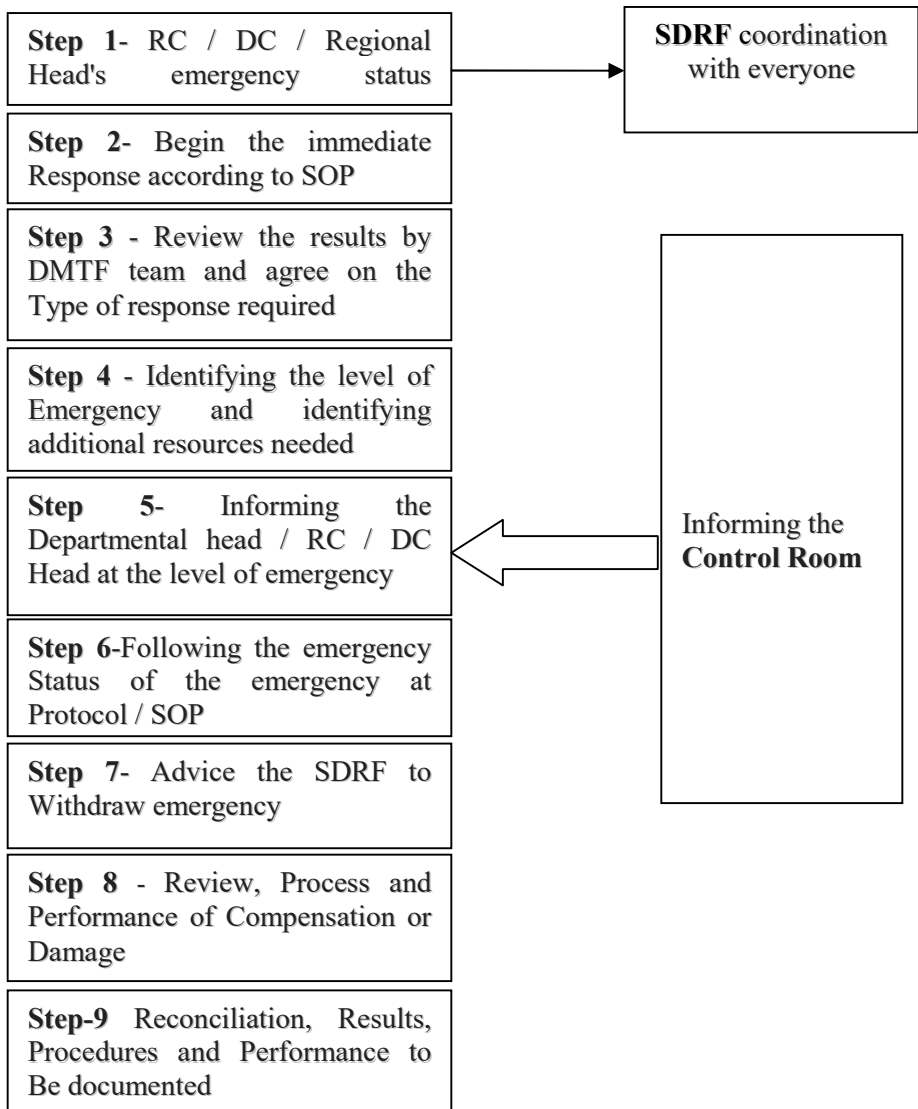 Step 1- RC / DC / Regional
Head's emergency status
SDRF coordination
with everyone
Step 2- Begin the immediate
Response according to SOP
Step 3 - Review the results by
DMTF team and agree on the
Type of response required
Step 4 - Identifying the level of
Emergency and identifying
additional resources needed
Step 5- Informing the
Departmental head / RC / DC
Head at the level of emergency
Informing the
Control Room
Step 6-Following the emergency
Status of the emergency at
Protocol / SOP
Step 7- Advice the SDRF to
Withdraw emergency
Step 8 - Review, Process and
Performance of Compensation or
Damage
Step-9 Reconciliation, Results,
Procedures and Performance to
Be documented